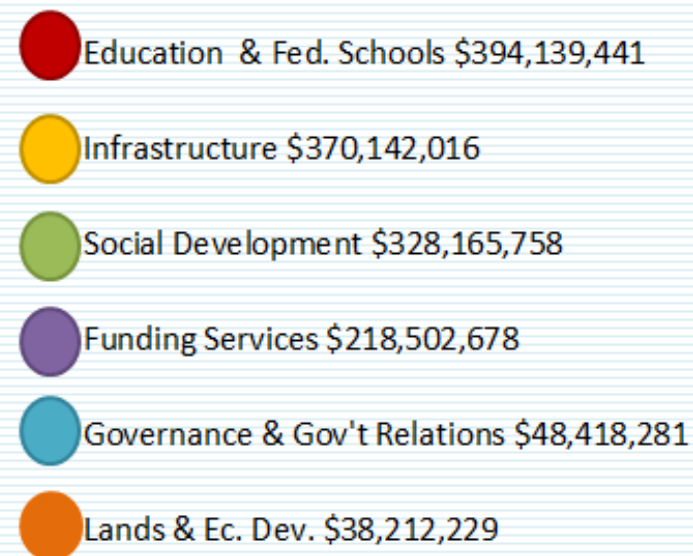 Education & Fed. Schools $394,139,441
Infrastructure $370,142,016
Social Development $328,165,758
Funding Services $218,502,678
Governance & Gov't Relations $48,418,281
Lands & Ec. Dev. $38,212,229